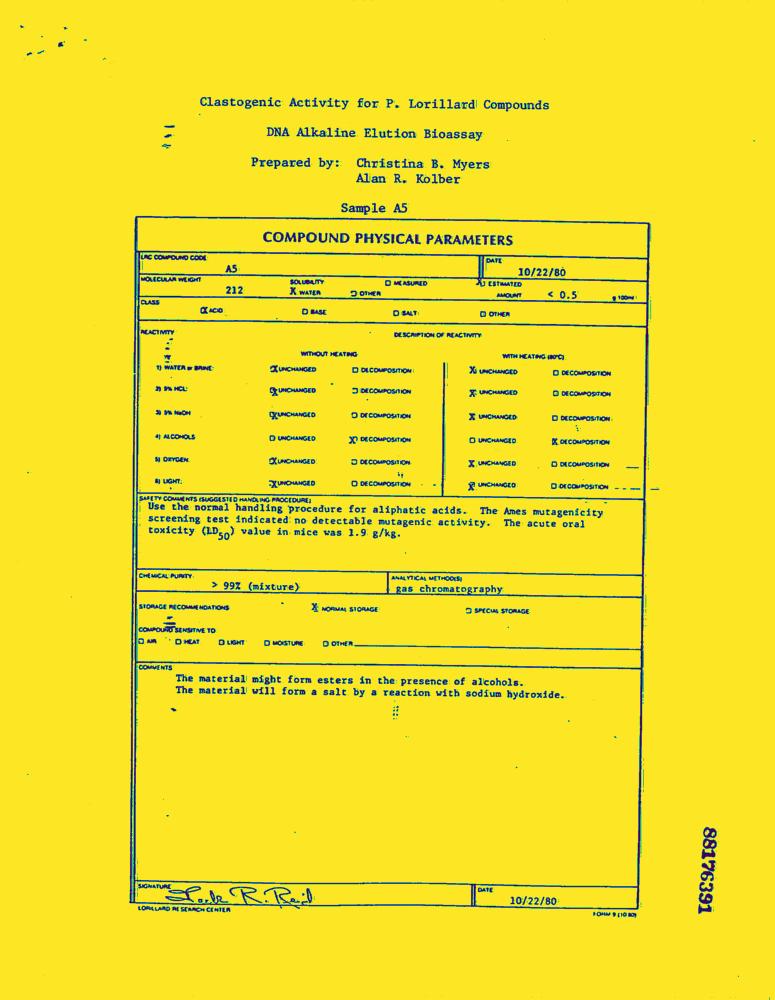 Clastogenic Activity for P. Lorillard Compounds
DNA Alkaline Elution Bioassay
Prepared by: Christina B. Myers
Alan R. Kolber
Sample A5
COMPOUND PHYSICAL PARAMETERS
LRC COMPOUND CODE A5 DATE 10/22/80
MOLECULAR WEIGHT 212 SOLUBILITY X WATER ☐ OTHER ☐ MEASURED X ESTIMATED AMOUNT < 0.5 g/100ml
CLASS X ACID ☐ BASE ☐ SALT ☐ OTHER
REACTIVITY DESCRIPTION OF REACTIVITY
WITHOUT HEATING WITH HEATING (80°C)
1) WATER or BRINE: X UNCHANGED ☐ DECOMPOSITION X UNCHANGED ☐ DECOMPOSITION
2) 5% HCL: X UNCHANGED ☐ DECOMPOSITION X UNCHANGED ☐ DECOMPOSITION
3) 5% NaOH X UNCHANGED ☐ DECOMPOSITION X UNCHANGED ☐ DECOMPOSITION
4) ALCOHOLS ☐ UNCHANGED X DECOMPOSITION ☐ UNCHANGED X DECOMPOSITION
5) OXYGEN: X UNCHANGED ☐ DECOMPOSITION X UNCHANGED ☐ DECOMPOSITION
6) LIGHT: X UNCHANGED ☐ DECOMPOSITION X UNCHANGED ☐ DECOMPOSITION
SAFETY COMMENTS (SUGGESTED HANDLING PROCEDURE)
Use the normal handling procedure for aliphatic acids. The Ames mutagenicity
screening test indicated no detectable mutagenic activity. The acute oral
toxicity (LD50) value in mice was 1.9 g/kg.
CHEMICAL PURITY > 99% (mixture) ANALYTICAL METHOD(S) gas chromatography
STORAGE RECOMMENDATIONS X NORMAL STORAGE ☐ SPECIAL STORAGE
COMPOUND SENSITIVE TO
☐ AIR ☐ HEAT ☐ LIGHT ☐ MOISTURE ☐ OTHER
COMMENTS
The material might form esters in the presence of alcohols.
The material will form a salt by a reaction with sodium hydroxide.
SIGNATURE DATE 10/22/80
LORILLARD RESEARCH CENTER FORM 9 (10 80)
88176391